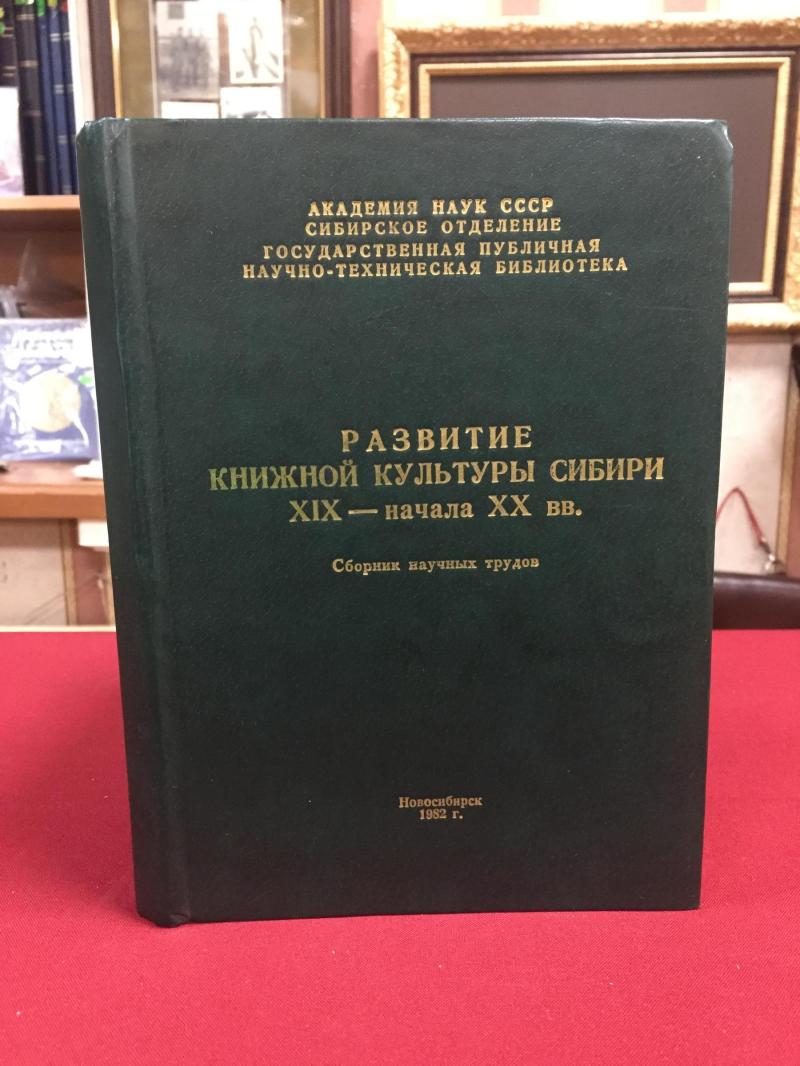 АКАДЕМИЯ НАУК СССР
СИБИРСКОЕ ОТДЕЛЕНИЕ
ГОСУДАРСТВЕННАЯ ПУБЛИЧНАЯ
НАУЧНО-ТЕХНИЧЕСКАЯ БИБЛИОТЕКА
РАЗВИТИЕ
КНИЖНОЙ КУЛЬТУРЫ СИБИРИ
XIX — начала XX вв.
Сборник научных трудов
Новосибирск
1982 г.